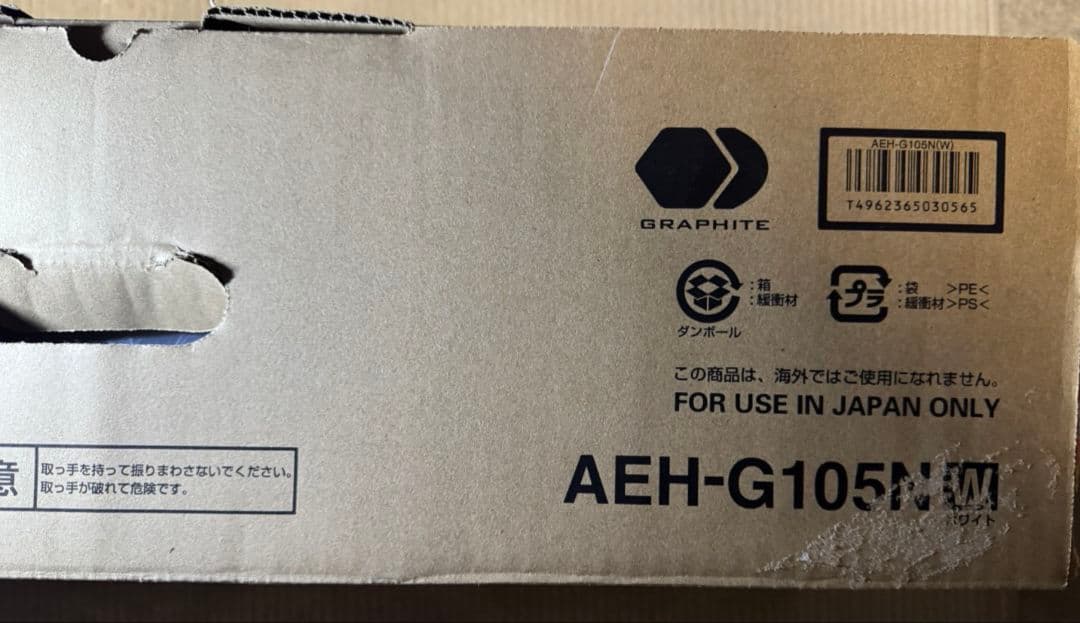 GRAPHITE
AEH-G105N(W)
T4962365030565
:箱
:緩衝材
ダンボール
プラ
:袋 >PE<
:緩衝材>PS<
この商品は、海外ではご使用になれません。
FOR USE IN JAPAN ONLY
意
取っ手を持って振りまわさないでください。
取っ手が破れて危険です。
AEH-G105N W
ホワイト